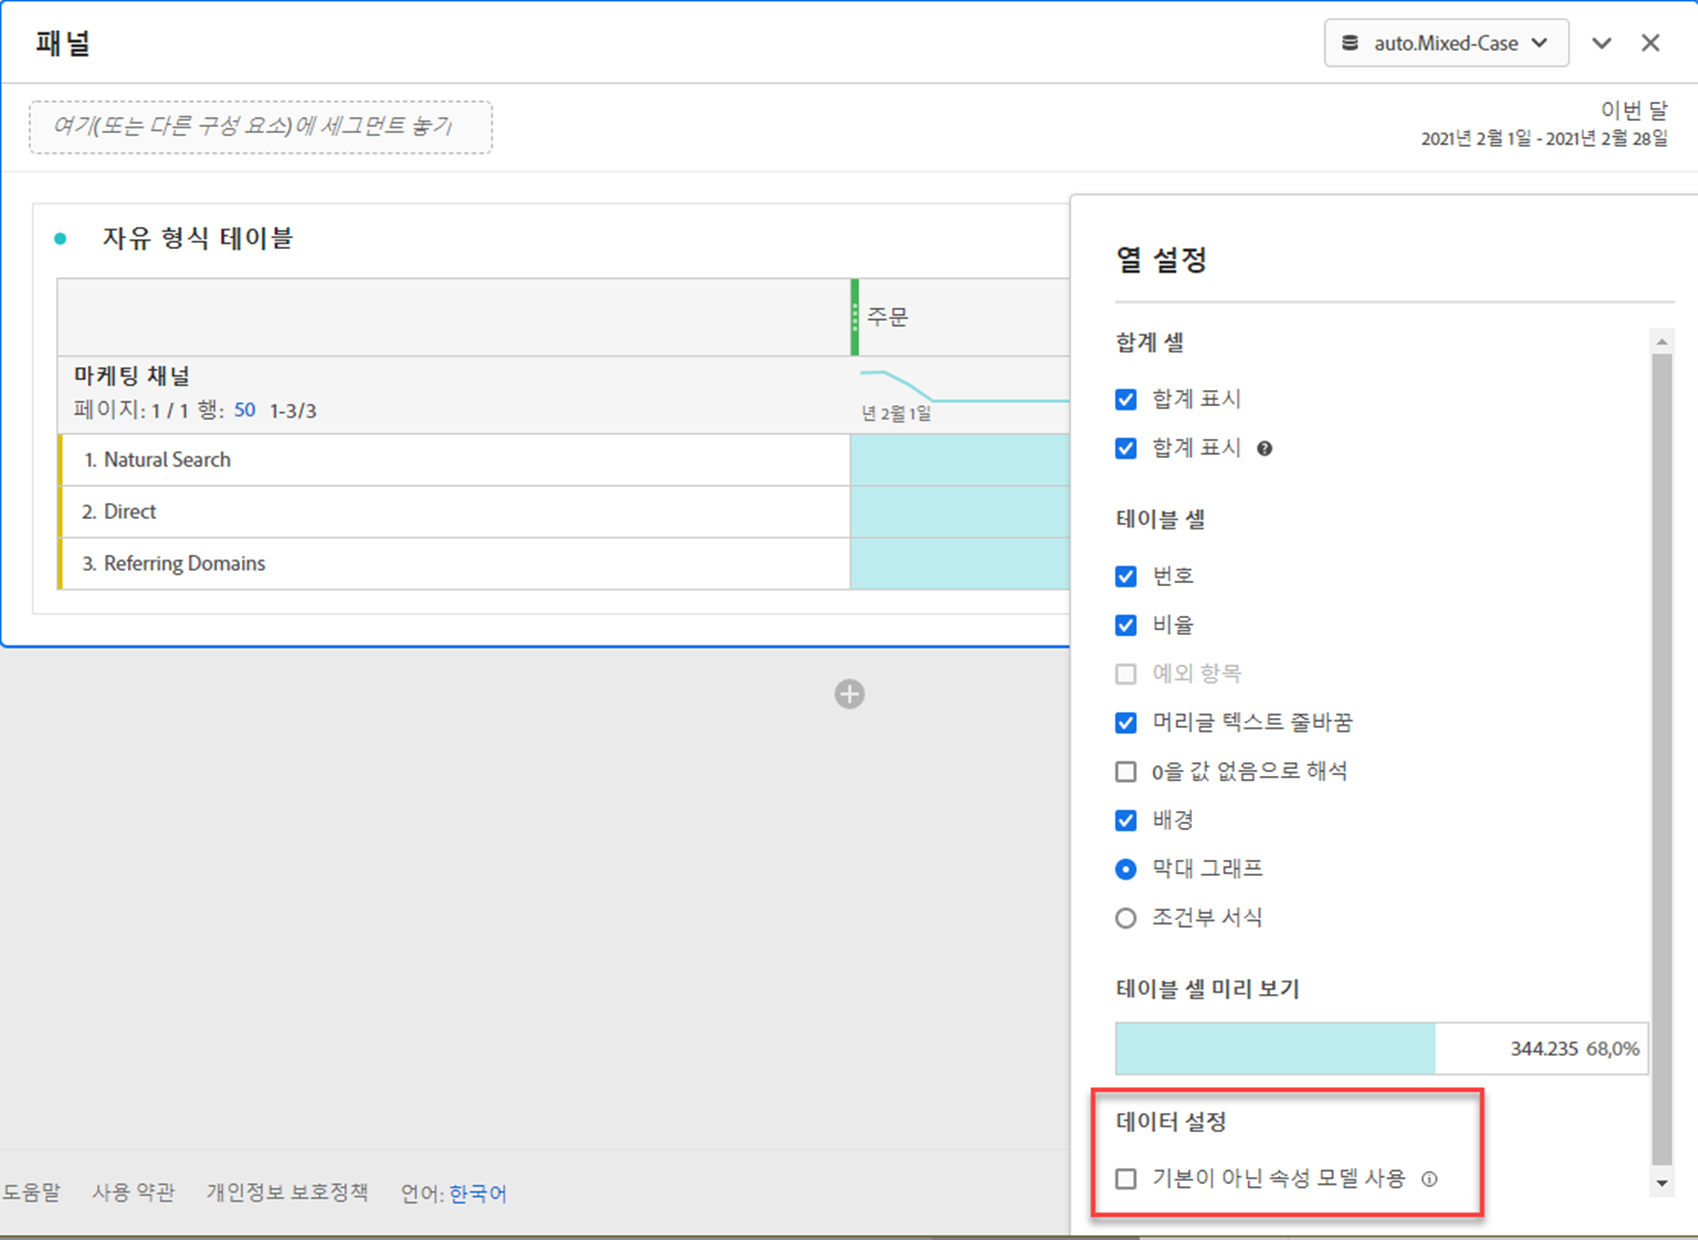 패널
auto.Mixed-Case
여기(또는 다른 구성 요소)에 세그먼트 놓기
이번 달
2021년 2월 1일 - 2021년 2월 28일
자유 형식 테이블
주문
마케팅 채널
페이지: 1 / 1 행: 50 1-3/3
년 2월 1일
1. Natural Search
2. Direct
3. Referring Domains
열 설정
합계 셀
합계 표시
합계 표시
테이블 셀
번호
비율
예외 항목
머리글 텍스트 줄바꿈
0을 값 없음으로 해석
배경
막대 그래프
조건부 서식
테이블 셀 미리 보기
344.235 68,0%
데이터 설정
기본이 아닌 속성 모델 사용
도움말 사용 약관 개인정보 보호정책 언어: 한국어